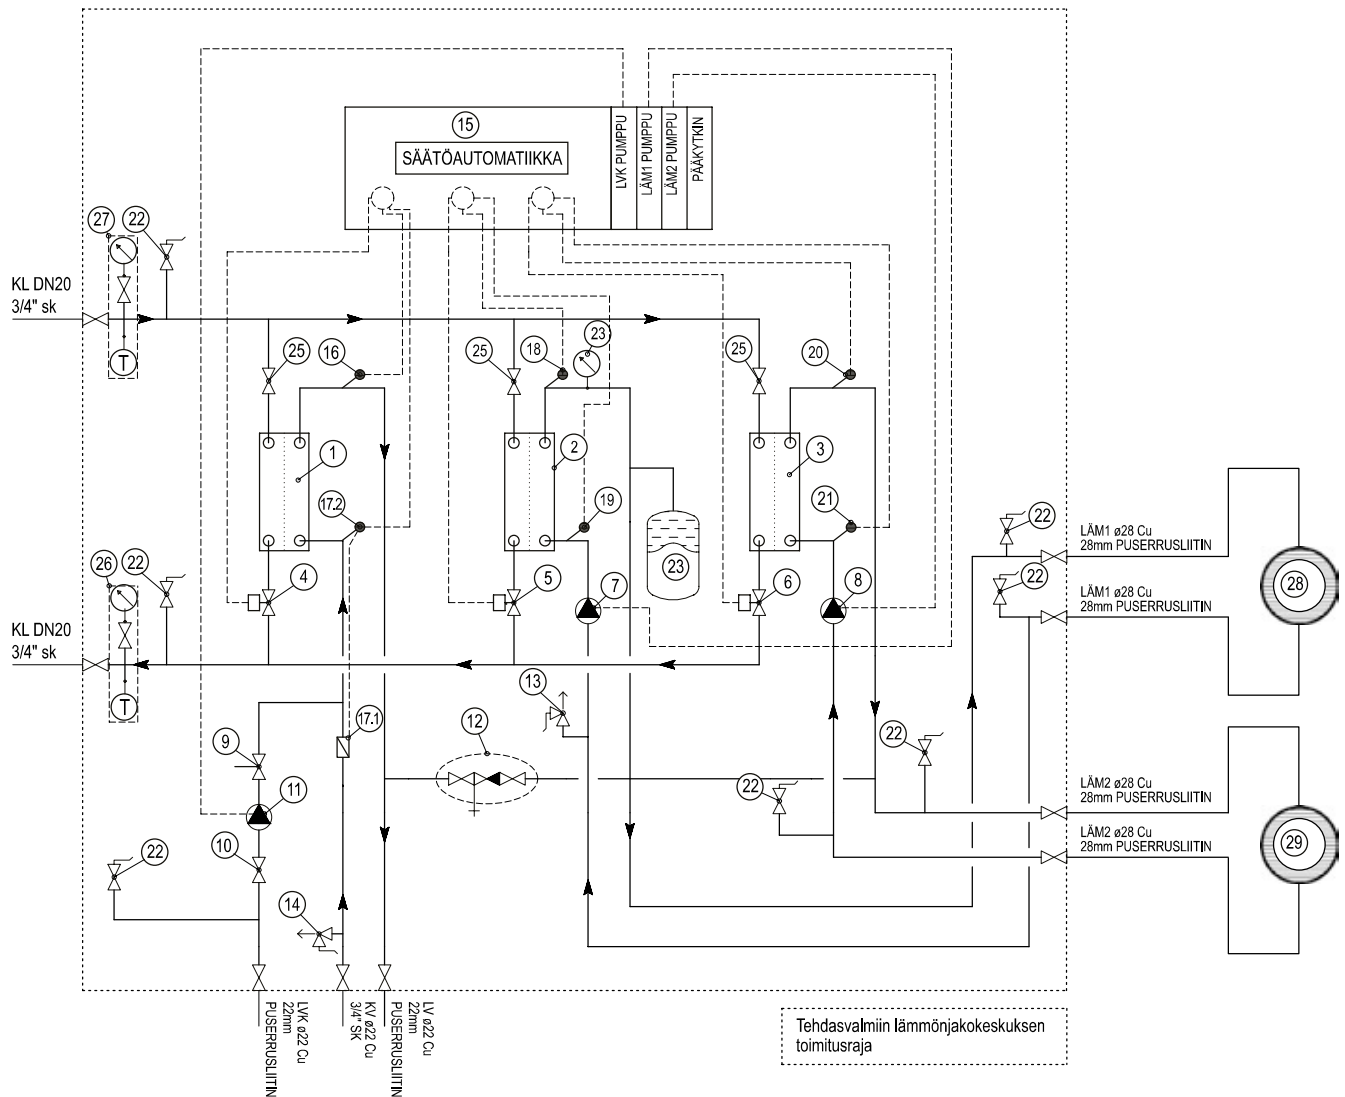 15
SÄÄTÖAUTOMATIIKKA
LVK PUMPPU
LÄM1 PUMPPU
LÄM2 PUMPPU
PÄÄKYTKIN
27
22
KL DN20
3/4" sk
T
25
16
25
18
23
25
20
1
2
3
17.2
19
21
22
LÄM1 ø28 Cu
28mm PUSERRUSLIITIN
26
22
4
5
7
23
6
8
22
LÄM1 ø28 Cu
28mm PUSERRUSLIITIN
28
KL DN20
3/4" sk
T
13
17.1
12
9
22
22
11
LÄM2 ø28 Cu
28mm PUSERRUSLIITIN
LÄM2 ø28 Cu
28mm PUSERRUSLIITIN
29
10
22
14
LVK ø22 Cu
22mm
PUSERRUSLIITIN
KV ø22 Cu
3/4" SK
LV ø22 Cu
22mm
PUSERRUSLIITIN
Tehdasvalmiin lämmönjakokeskuksen
toimitusraja